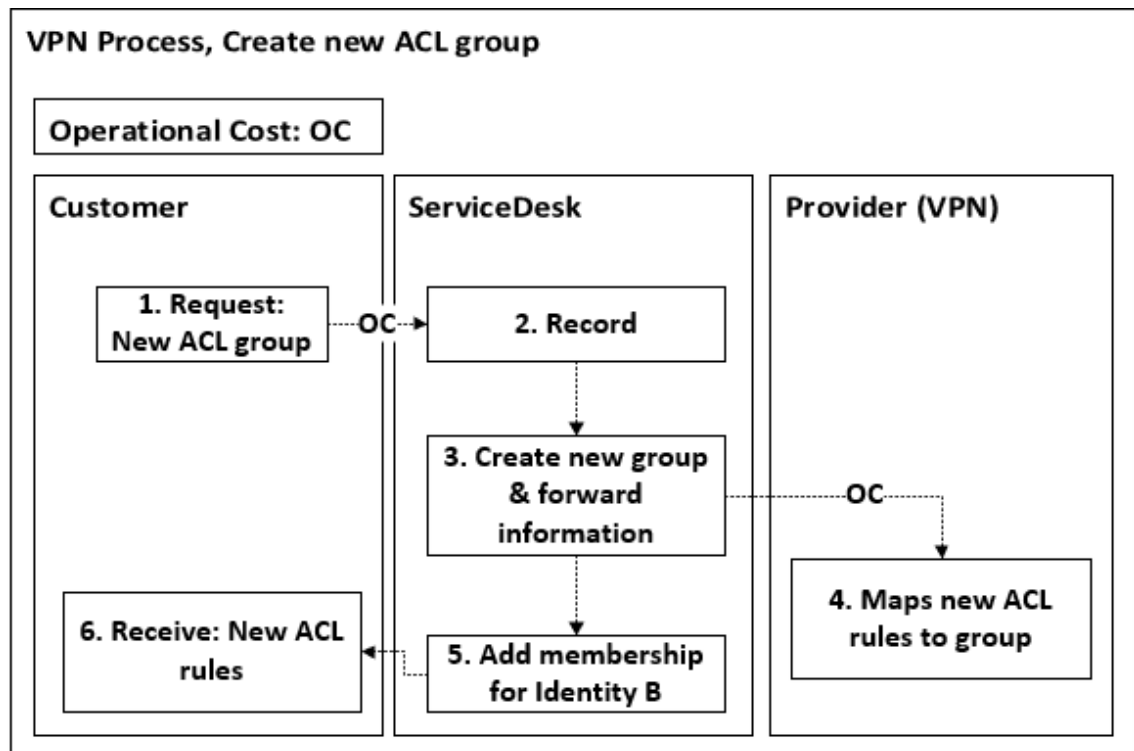 VPN Process, Create new ACL group
Operational Cost: OC
Customer
ServiceDesk
Provider (VPN)
1. Request:
New ACL group
OC
2. Record
3. Create new group
& forward
information
OC
4. Maps new ACL
rules to group
5. Add membership
for Identity B
6. Receive: New ACL
rules